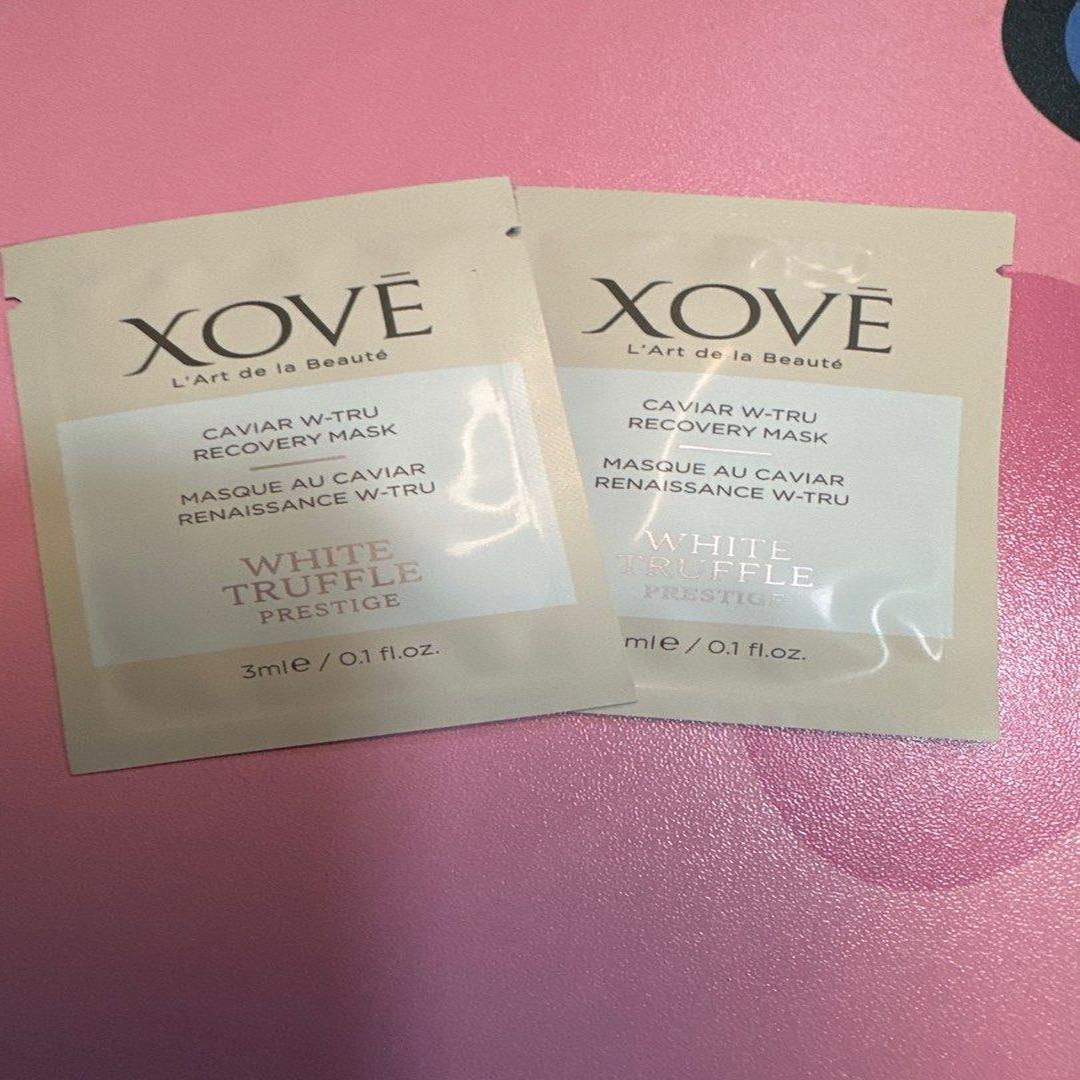 XOVĒ
L'Art de la Beauté
CAVIAR W-TRU
RECOVERY MASK
MASQUE AU CAVIAR
RENAISSANCE W-TRU
WHITE
TRUFFLE
PRESTIGE
3mle / 0.1 fl.oz.
XOVĒ
L'Art de la Beauté
CAVIAR W-TRU
RECOVERY MASK
MASQUE AU CAVIAR
RENAISSANCE W-TRU
WHITE
TRUFFLE
PRESTIGE
mle / 0.1 fl.oz.